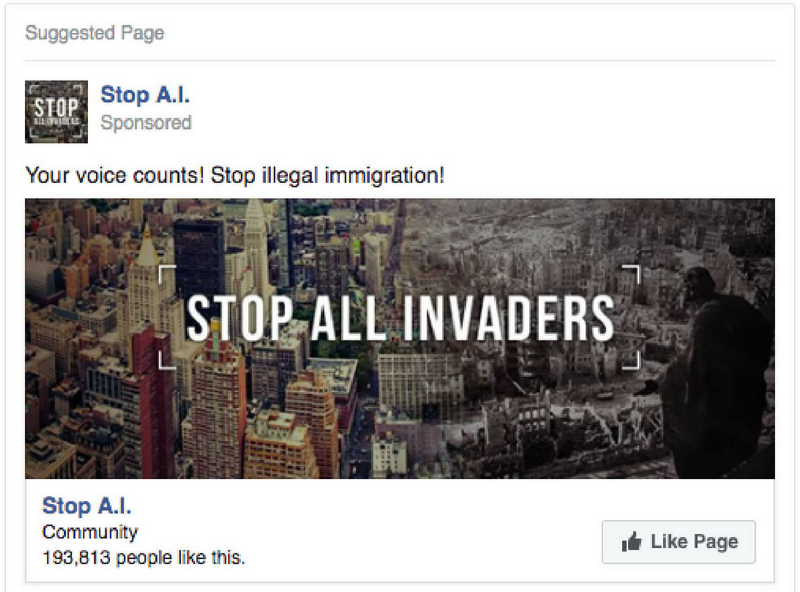 Suggested Page
STOP
ALL INVADERS
Stop A.I.
Sponsored
Your voice counts! Stop illegal immigration!
STOP ALL INVADERS
Stop A.I.
Community
193,813 people like this.
Like Page